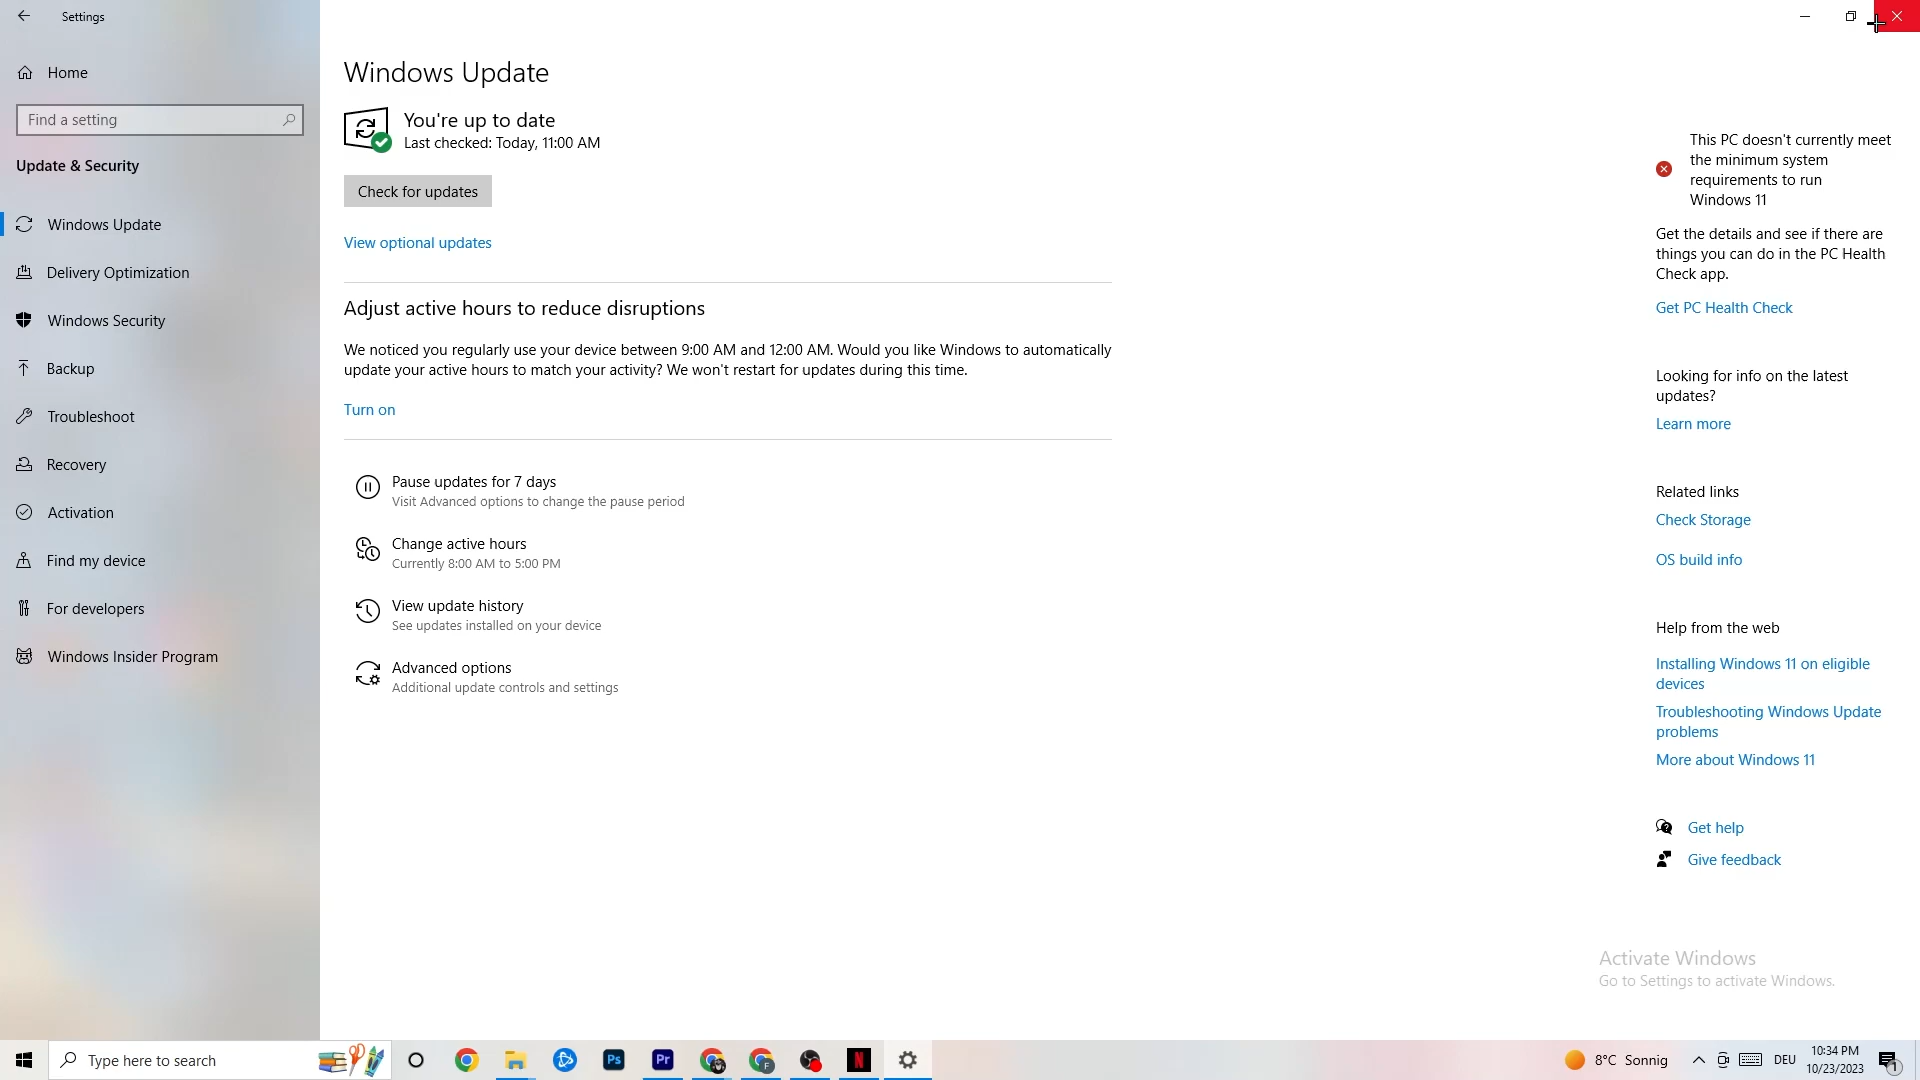 Settings
Home
Find a setting
Update & Security
Windows Update
Delivery Optimization
Windows Security
Backup
Troubleshoot
Recovery
Activation
Find my device
For developers
Windows Insider Program
Windows Update
You're up to date
Last checked: Today, 11:00 AM
Check for updates
View optional updates
Adjust active hours to reduce disruptions
We noticed you regularly use your device between 9:00 AM and 12:00 AM. Would you like Windows to automatically
update your active hours to match your activity? We won't restart for updates during this time.
Turn on
Pause updates for 7 days
Visit Advanced options to change the pause period
Change active hours
Currently 8:00 AM to 5:00 PM
View update history
See updates installed on your device
Advanced options
Additional update controls and settings
This PC doesn't currently meet
the minimum system
requirements to run
Windows 11
Get the details and see if there are
things you can do in the PC Health
Check app.
Get PC Health Check
Looking for info on the latest
updates?
Learn more
Related links
Check Storage
OS build info
Help from the web
Installing Windows 11 on eligible
devices
Troubleshooting Windows Update
problems
More about Windows 11
Get help
Give feedback
Activate Windows
Go to Settings to activate Windows.
Type here to search
Ps
Pr
F
N
8°C Sonnig
DEU
10:34 PM
10/23/2023
1